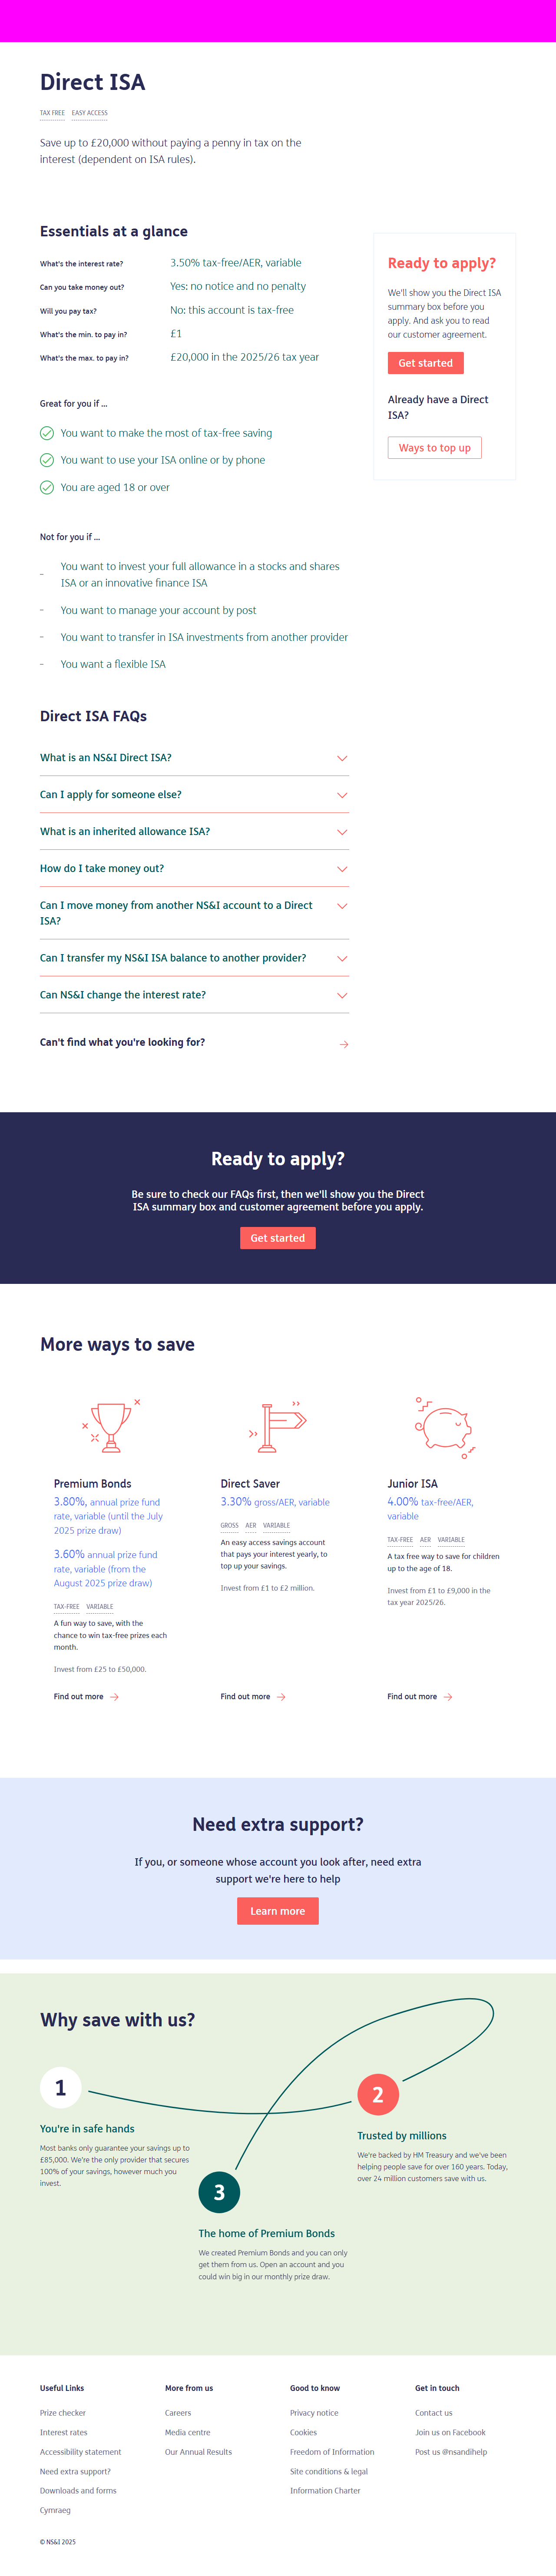 Direct ISA
TAX FREE EASY ACCESS
Save up to £20,000 without paying a penny in tax on the
interest (dependent on ISA rules).
Essentials at a glance
What's the interest rate? 3.50% tax-free/AER, variable
Can you take money out? Yes: no notice and no penalty
Will you pay tax? No: this account is tax-free
What's the min. to pay in? £1
What's the max. to pay in? £20,000 in the 2025/26 tax year
Great for you if ...
You want to make the most of tax-free saving
You want to use your ISA online or by phone
You are aged 18 or over
Not for you if ...
– You want to invest your full allowance in a stocks and shares
ISA or an innovative finance ISA
– You want to manage your account by post
– You want to transfer in ISA investments from another provider
– You want a flexible ISA
Ready to apply?
We'll show you the Direct ISA
summary box before you
apply. And ask you to read
our customer agreement.
Get started
Already have a Direct
ISA?
Ways to top up
Direct ISA FAQs
What is an NS&I Direct ISA?
Can I apply for someone else?
What is an inherited allowance ISA?
How do I take money out?
Can I move money from another NS&I account to a Direct
ISA?
Can I transfer my NS&I ISA balance to another provider?
Can NS&I change the interest rate?
Can't find what you're looking for?
Ready to apply?
Be sure to check our FAQs first, then we'll show you the Direct
ISA summary box and customer agreement before you apply.
Get started
More ways to save
Premium Bonds
3.80%, annual prize fund
rate, variable (until the July
2025 prize draw)
3.60% annual prize fund
rate, variable (from the
August 2025 prize draw)
TAX-FREE VARIABLE
A fun way to save, with the
chance to win tax-free prizes each
month.
Invest from £25 to £50,000.
Find out more
Direct Saver
3.30% gross/AER, variable
GROSS AER VARIABLE
An easy access savings account
that pays your interest yearly, to
top up your savings.
Invest from £1 to £2 million.
Find out more
Junior ISA
4.00% tax-free/AER,
variable
TAX-FREE AER VARIABLE
A tax free way to save for children
up to the age of 18.
Invest from £1 to £9,000 in the
tax year 2025/26.
Find out more
Need extra support?
If you, or someone whose account you look after, need extra
support we're here to help
Learn more
Why save with us?
1
You're in safe hands
Most banks only guarantee your savings up to
£85,000. We're the only provider that secures
100% of your savings, however much you
invest.
2
Trusted by millions
We're backed by HM Treasury and we've been
helping people save for over 160 years. Today,
over 24 million customers save with us.
3
The home of Premium Bonds
We created Premium Bonds and you can only
get them from us. Open an account and you
could win big in our monthly prize draw.
Useful Links
Prize checker
Interest rates
Accessibility statement
Need extra support?
Downloads and forms
Cymraeg
More from us
Careers
Media centre
Our Annual Results
Good to know
Privacy notice
Cookies
Freedom of Information
Site conditions & legal
Information Charter
Get in touch
Contact us
Join us on Facebook
Post us @nsandihelp
© NS&I 2025